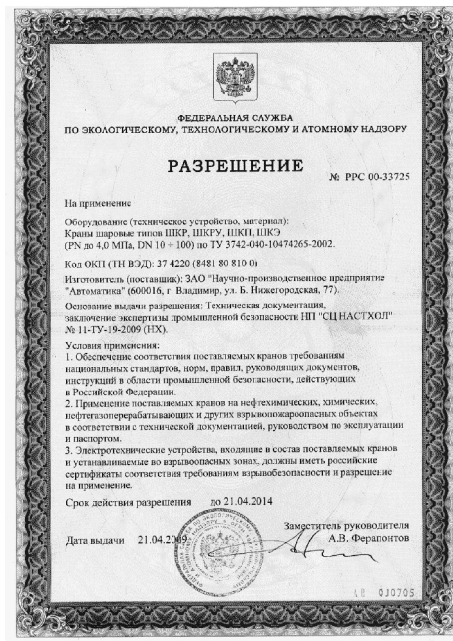 ФЕДЕРАЛЬНАЯ СЛУЖБА
ПО ЭКОЛОГИЧЕСКОМУ, ТЕХНОЛОГИЧЕСКОМУ И АТОМНОМУ НАДЗОРУ
РАЗРЕШЕНИЕ
№ РРС 00-33725
На применение
Оборудование (техническое устройство, материал):
Краны шаровые типов ШКР, ШКРУ, ШКП, ШКЭ
(PN до 4,0 МПа, DN 10 ÷ 100) по ТУ 3742-040-10474265-2002.
Код ОКП (ТН ВЭД): 37 4220 (8481 80 810 0)
Изготовитель (поставщик): ЗАО "Научно-производственное предприятие
"Автоматика" (600016, г Владимир, ул. Б. Нижегородская, 77).
Основание выдачи разрешения: Техническая документация,
заключение экспертизы промышленной безопасности НП "СЦ НАСТХОЛ"
№ 11-ТУ-19-2009 (НХ).
Условия применения:
1. Обеспечение соответствия поставляемых кранов требованиям
национальных стандартов, норм, правил, руководящих документов,
инструкций в области промышленной безопасности, действующих
в Российской Федерации.
2. Применение поставляемых кранов на нефтехимических, химических,
нефтегазоперерабатывающих и других взрывопожароопасных объектах
в соответствии с технической документацией, руководством по эксплуатации
и паспортом.
3. Электротехнические устройства, входящие в состав поставляемых кранов
и устанавливаемые во взрывоопасных зонах, должны иметь российские
сертификаты соответствия требованиям взрывобезопасности и разрешение
на применение.
Срок действия разрешения до 21.04.2014
Заместитель руководителя
Дата выдачи 21.04.2009 А.В. Ферапонтов
АВ 030705